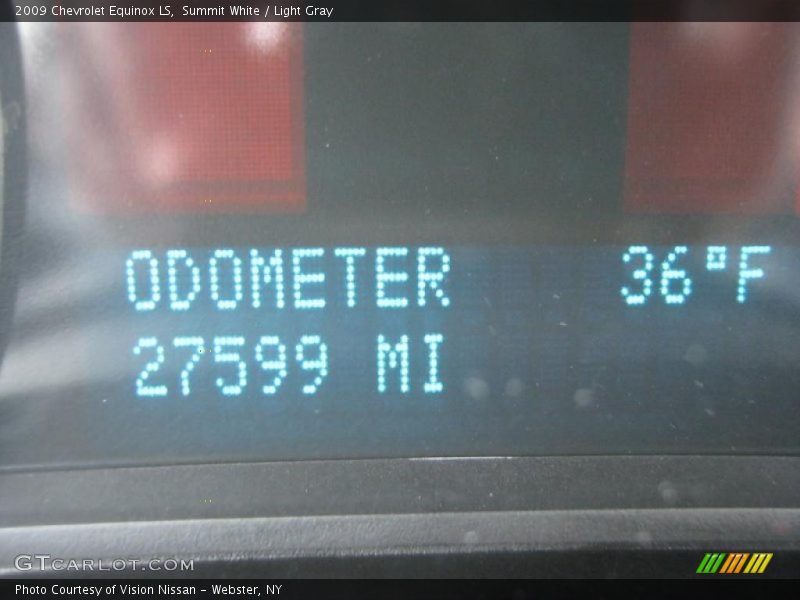 2009 Chevrolet Equinox LS,  Summit White / Light Gray
ODOMETER 36°F
27599 MI
GTCARLOT.COM
Photo Courtesy of Vision Nissan - Webster, NY